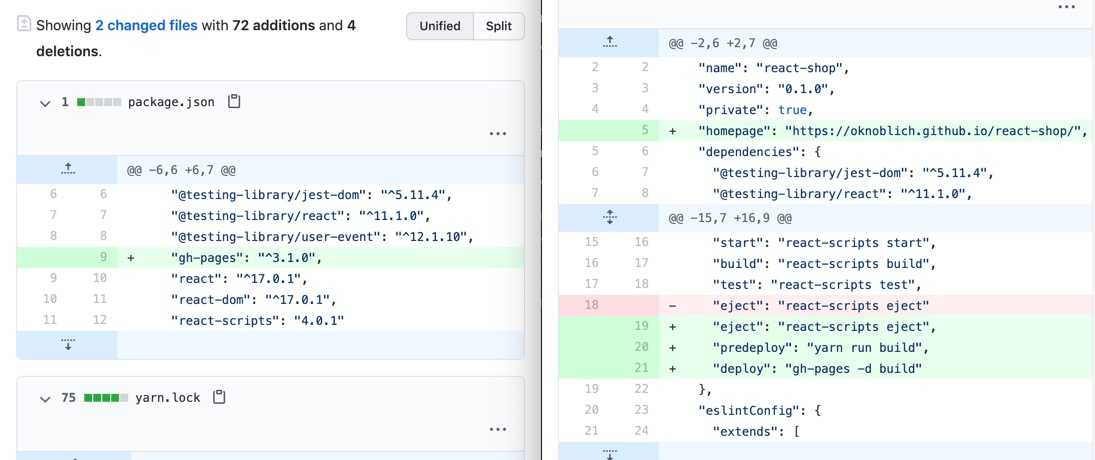 Showing 2 changed files with 72 additions and 4
deletions.
Unified Split
1 package.json
@@ -6,6 +6,7 @@
6 6 "@testing-library/jest-dom": "^5.11.4",
7 7 "@testing-library/react": "^11.1.0",
8 8 "@testing-library/user-event": "^12.1.10",
9 + "gh-pages": "^3.1.0",
9 10 "react": "^17.0.1",
10 11 "react-dom": "^17.0.1",
11 12 "react-scripts": "4.0.1"
75 yarn.lock
@@ -2,6 +2,7 @@
2 2 "name": "react-shop",
3 3 "version": "0.1.0",
4 4 "private": true,
5 + "homepage": "https://oknoblich.github.io/react-shop/",
5 6 "dependencies": {
6 7 "@testing-library/jest-dom": "^5.11.4",
7 8 "@testing-library/react": "^11.1.0",
@@ -15,7 +16,9 @@
15 16 "start": "react-scripts start",
16 17 "build": "react-scripts build",
17 18 "test": "react-scripts test",
18 - "eject": "react-scripts eject"
19 + "eject": "react-scripts eject",
20 + "predeploy": "yarn run build",
21 + "deploy": "gh-pages -d build"
19 22 },
20 23 "eslintConfig": {
21 24 "extends": [